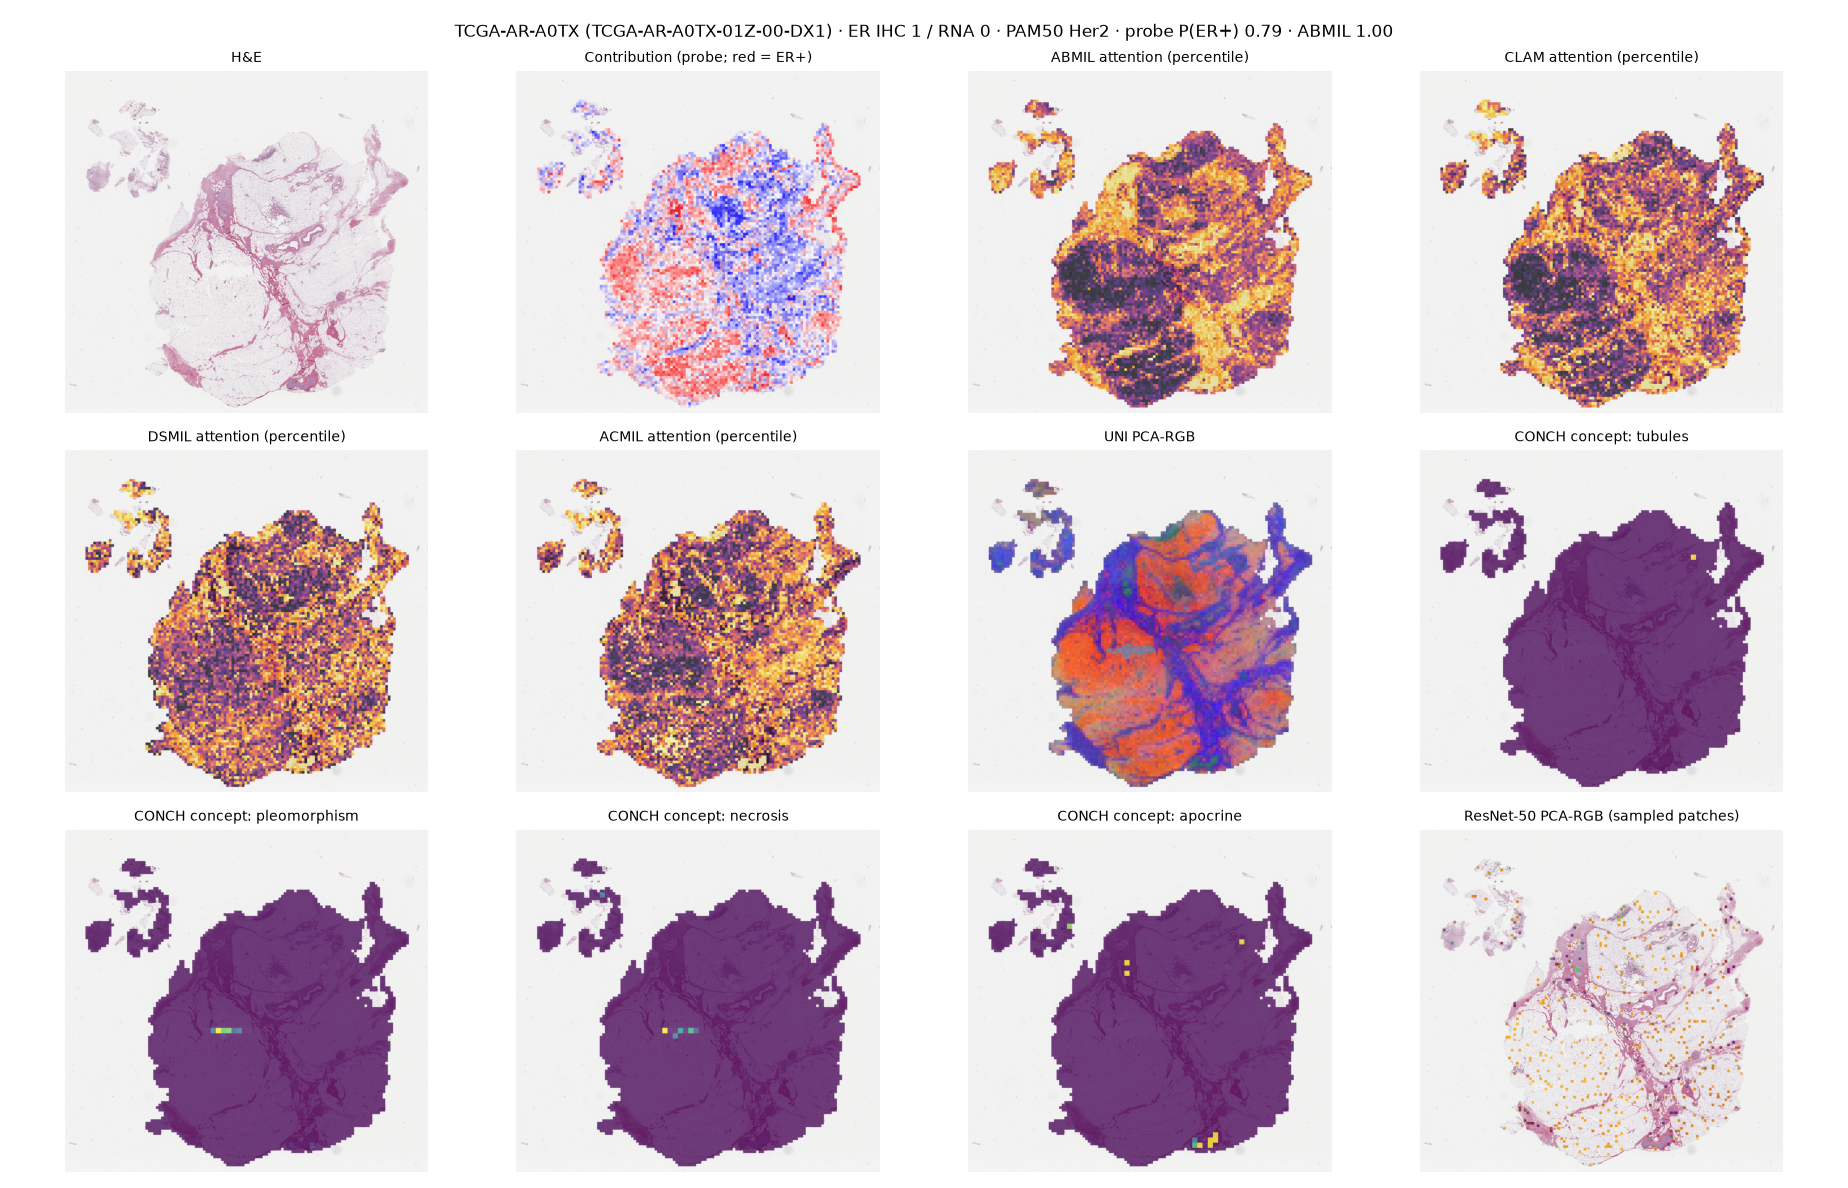 TCGA-AR-A0TX (TCGA-AR-A0TX-01Z-00-DX1) · ER IHC 1 / RNA 0 · PAM50 Her2 · probe P(ER+) 0.79 · ABMIL 1.00
H&E
Contribution (probe; red = ER+)
ABMIL attention (percentile)
CLAM attention (percentile)
DSMIL attention (percentile)
ACMIL attention (percentile)
UNI PCA-RGB
CONCH concept: tubules
CONCH concept: pleomorphism
CONCH concept: necrosis
CONCH concept: apocrine
ResNet-50 PCA-RGB (sampled patches)